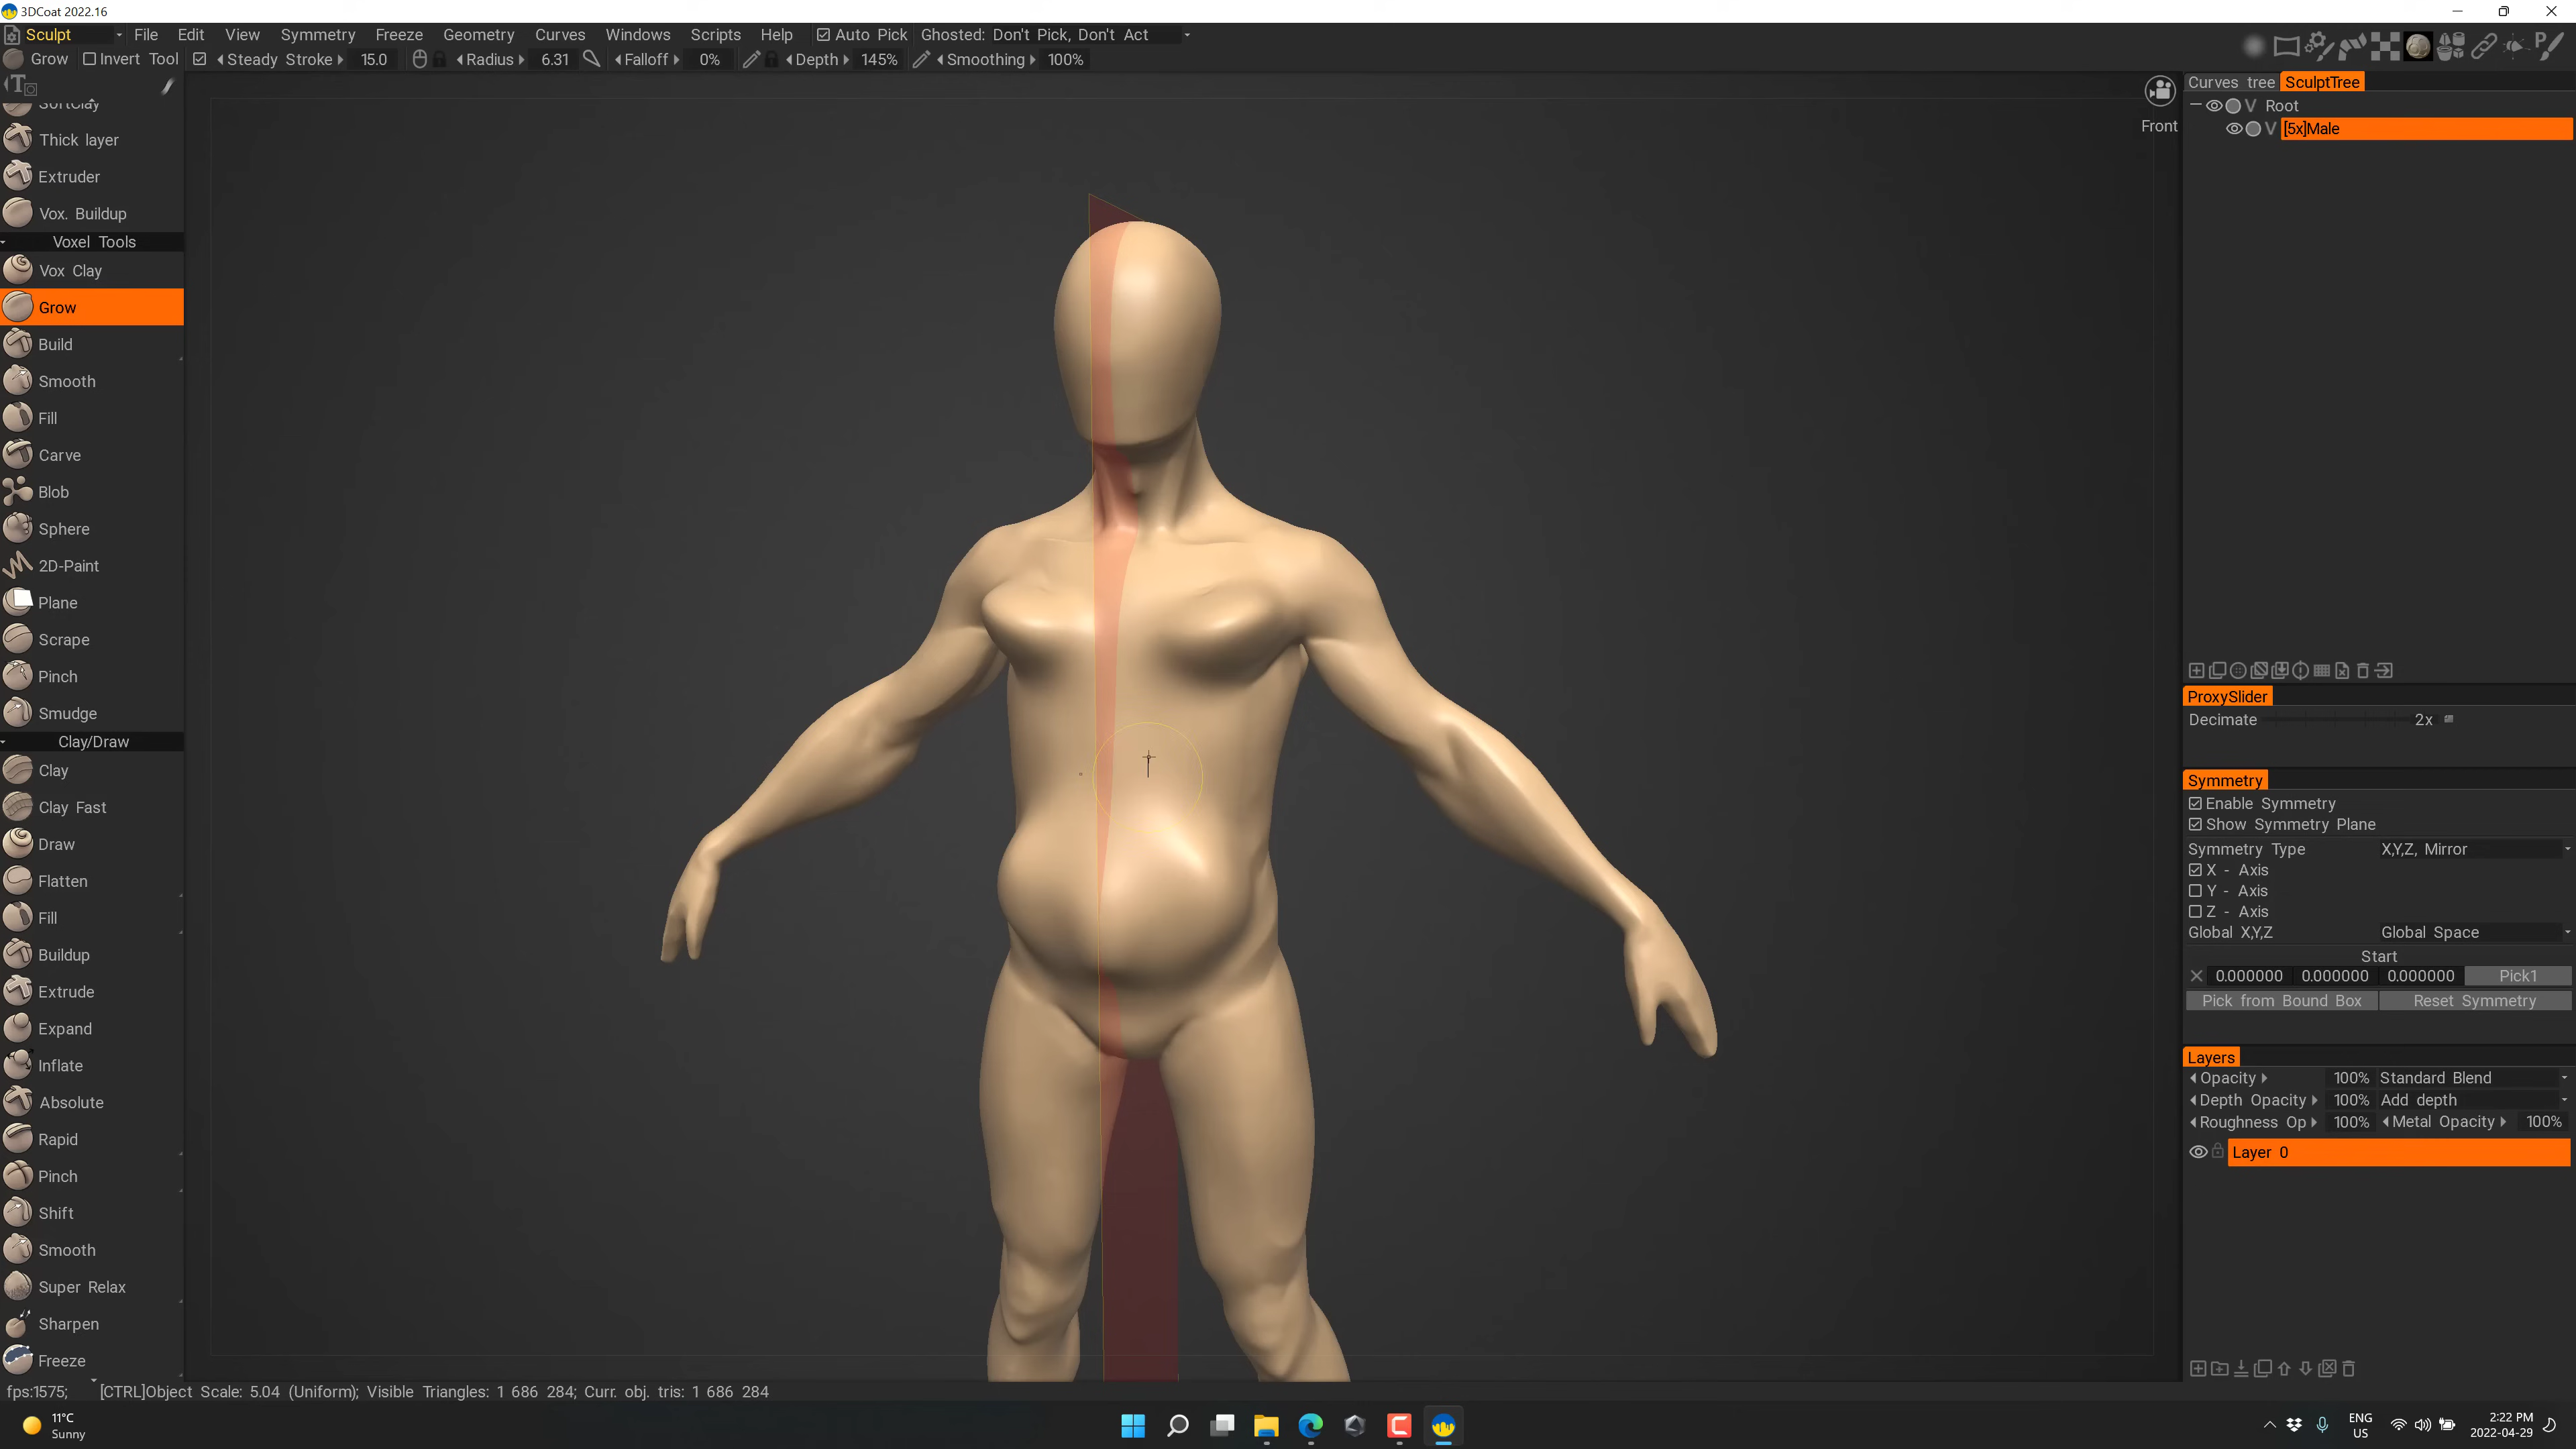 3DCoat 2022.16
Sculpt File Edit View Symmetry Freeze Geometry Curves Windows Scripts Help Auto Pick Ghosted: Don't Pick, Don't Act
Grow Invert Tool Steady Stroke 15.0 Radius 6.31 Falloff 0% Depth 145% Smoothing 100%
SoftClay
Thick layer
Extruder
Vox. Buildup
Voxel Tools
Vox Clay
Grow
Build
Smooth
Fill
Carve
Blob
Sphere
2D-Paint
Plane
Scrape
Pinch
Smudge
Clay/Draw
Clay
Clay Fast
Draw
Flatten
Fill
Buildup
Extrude
Expand
Inflate
Absolute
Rapid
Pinch
Shift
Smooth
Super Relax
Sharpen
Freeze
Front
Curves tree SculptTree
V Root
V [5x]Male
ProxySlider
Decimate 2x
Symmetry
Enable Symmetry
Show Symmetry Plane
Symmetry Type X,Y,Z, Mirror
X - Axis
Y - Axis
Z - Axis
Global X,Y,Z Global Space
Start
0.000000 0.000000 0.000000 Pick1
Pick from Bound Box Reset Symmetry
Layers
Opacity 100% Standard Blend
Depth Opacity 100% Add depth
Roughness Op 100% Metal Opacity 100%
Layer 0
fps:1575; [CTRL]Object Scale: 5.04 (Uniform); Visible Triangles: 1 686 284; Curr. obj. tris: 1 686 284
11°C
Sunny
ENG
US
2:22 PM
2022-04-29